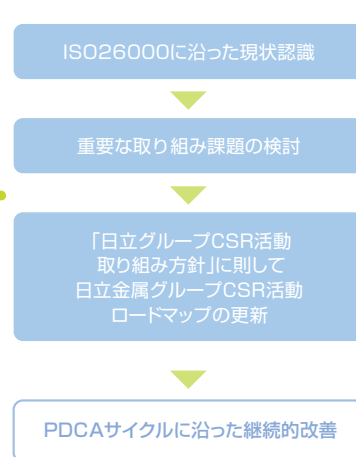 ISO26000に沿った現状認識
重要な取り組み課題の検討
「日立グループCSR活動
取り組み方針」に則して
日立金属グループCSR活動
ロードマップの更新
PDCAサイクルに沿った継続的改善